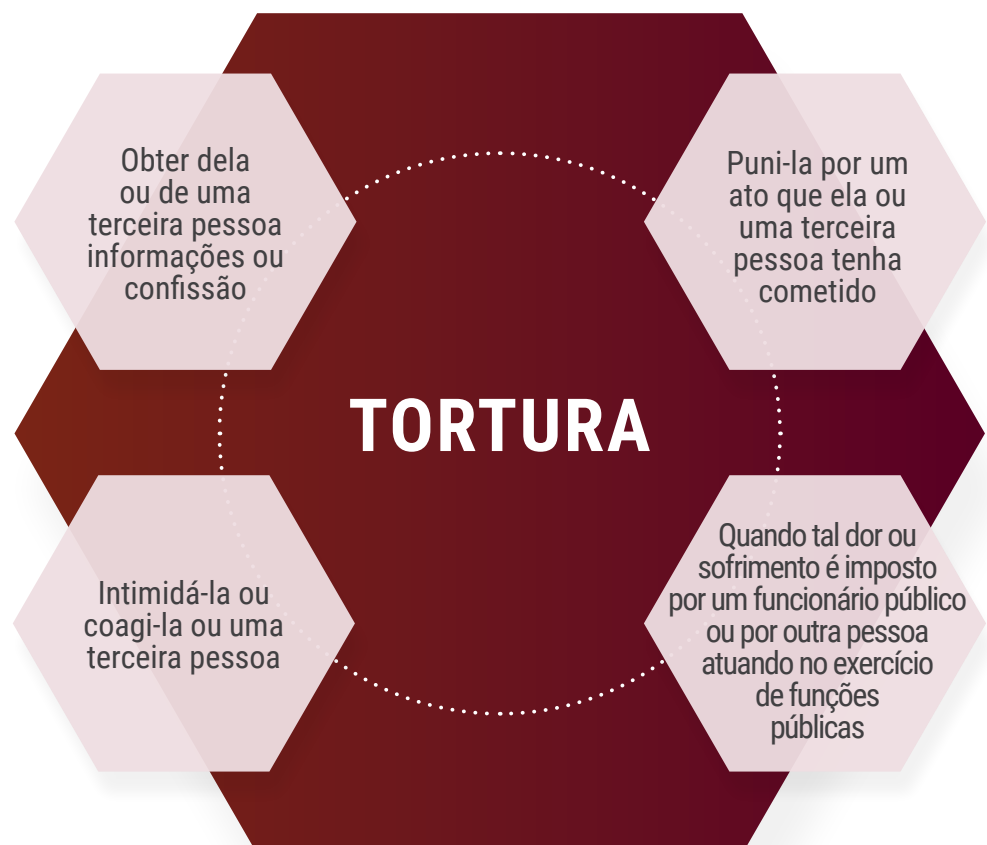 Obter dela
ou de uma
terceira pessoa
informações ou
confissão
Puni-la por um
ato que ela ou
uma terceira
pessoa tenha
cometido
TORTURA
Intimidá-la ou
coagi-la ou uma
terceira pessoa
Quando tal dor ou
sofrimento é imposto
por um funcionário público
ou por outra pessoa
atuando no exercício
de funções
públicas